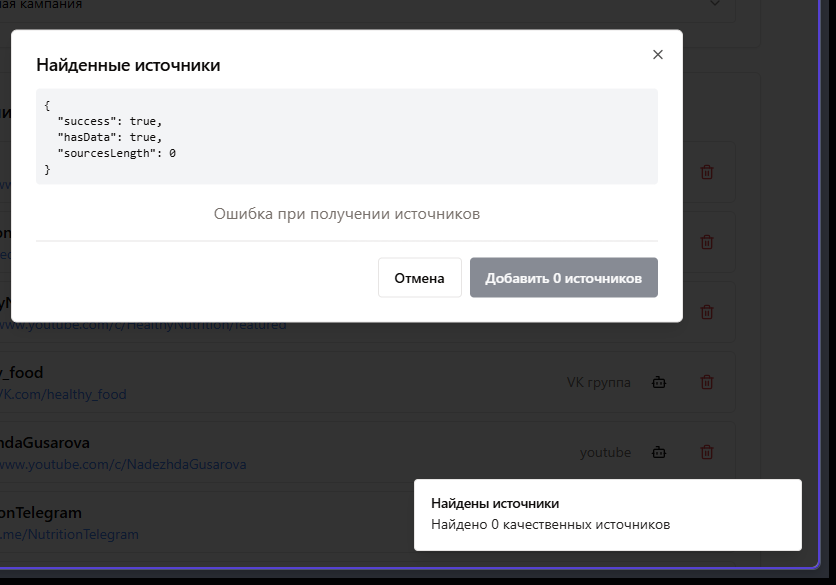 ная кампания
Найденные источники
{
"success": true,
"hasData": true,
"sourcesLength": 0
}
Ошибка при получении источников
Отмена
Добавить 0 источников
www.youtube.com/c/HealthyNutrition/featured
y_food
VK группа
VK.com/healthy_food
hdaGusarova
youtube
www.youtube.com/c/NadezhdaGusarova
onTelegram
.me/NutritionTelegram
Найдены источники
Найдено 0 качественных источников